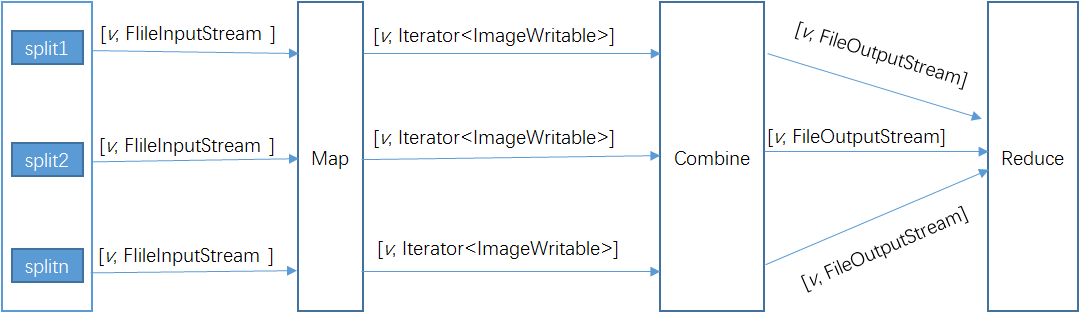 split1
[v, FlileInputStream ]
[v, Iterator<ImageWritable>]
[v, FileOutputStream]
split2
[v, FlileInputStream ]
Map
[v, Iterator<ImageWritable>]
Combine
[v, FileOutputStream]
Reduce
splitn
[v, FlileInputStream ]
[v, Iterator<ImageWritable>]
[v, FileOutputStream]